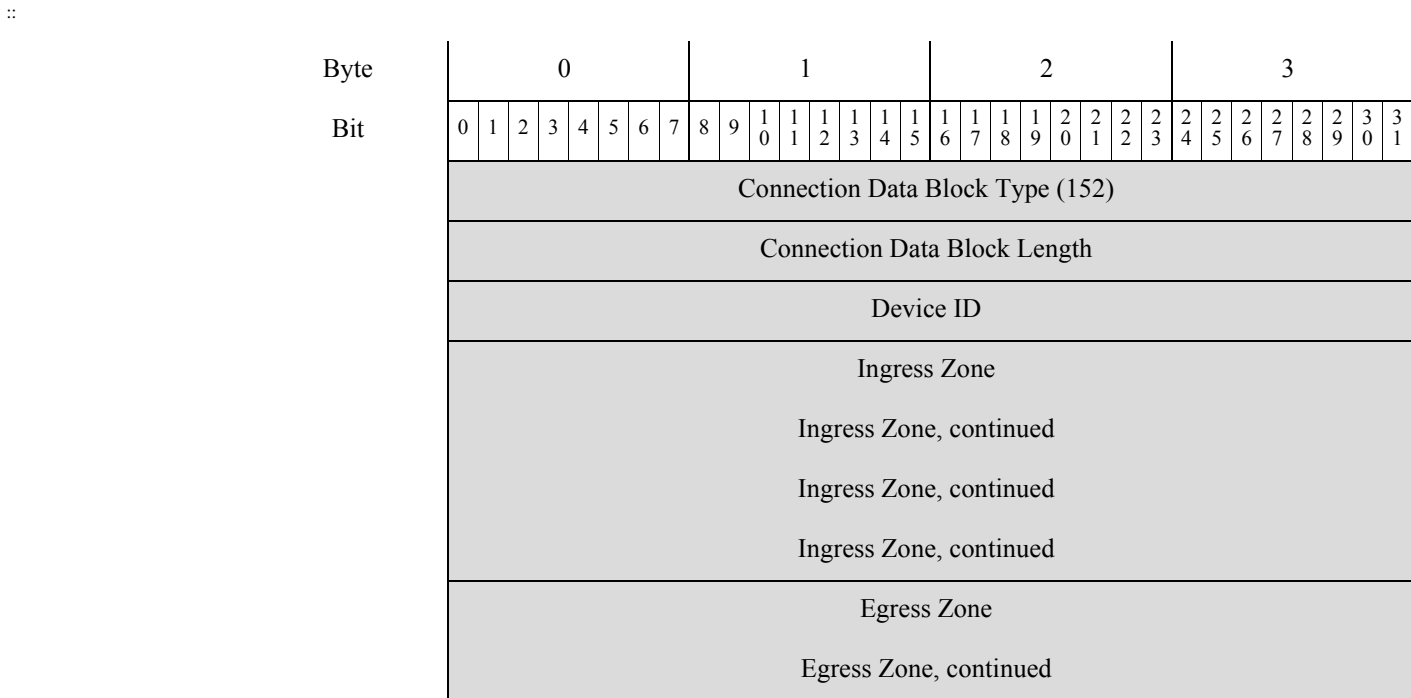 ::
Byte 0 1 2 3
Bit 0 1 2 3 4 5 6 7 8 9 10 11 12 13 14 15 16 17 18 19 20 21 22 23 24 25 26 27 28 29 30 31
Connection Data Block Type (152)
Connection Data Block Length
Device ID
Ingress Zone
Ingress Zone, continued
Ingress Zone, continued
Ingress Zone, continued
Egress Zone
Egress Zone, continued